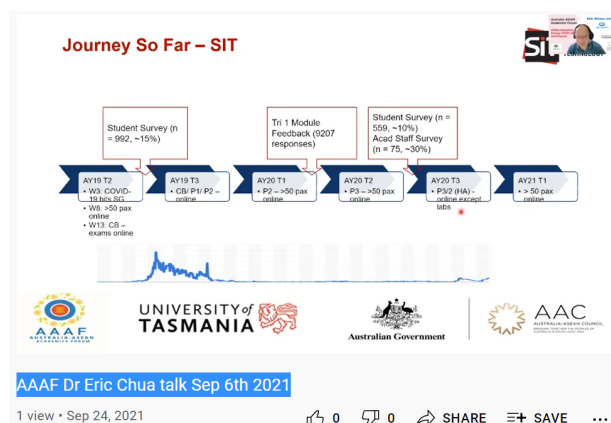 Journey So Far – SIT
Student Survey (n
= 992, ~15%)
Tri 1 Module
Feedback (9207
responses)
Student Survey (n =
559, ~10%)
Acad Staff Survey
(n = 75, ~30%)
AY19 T2
• W3: COVID-
19 hits SG
• W8: >50 pax
online
• W13: CB –
exams online
AY19 T3
• CB/ P1/ P2 –
online
AY20 T1
• P2 – >50 pax
online
AY20 T2
• P3 – >50 pax
online
AY20 T3
• P3/2 (HA) -
online except
labs
AY21 T1
• > 50 pax
online
AAAF
AUSTRALIA-ASEAN
ACADEMICS FORUM
UNIVERSITY of
TASMANIA
Australian Government
AAC
AUSTRALIA-ASEAN COUNCIL
AAAF Dr Eric Chua talk Sep 6th 2021
1 view • Sep 24, 2021
0
0
SHARE
SAVE